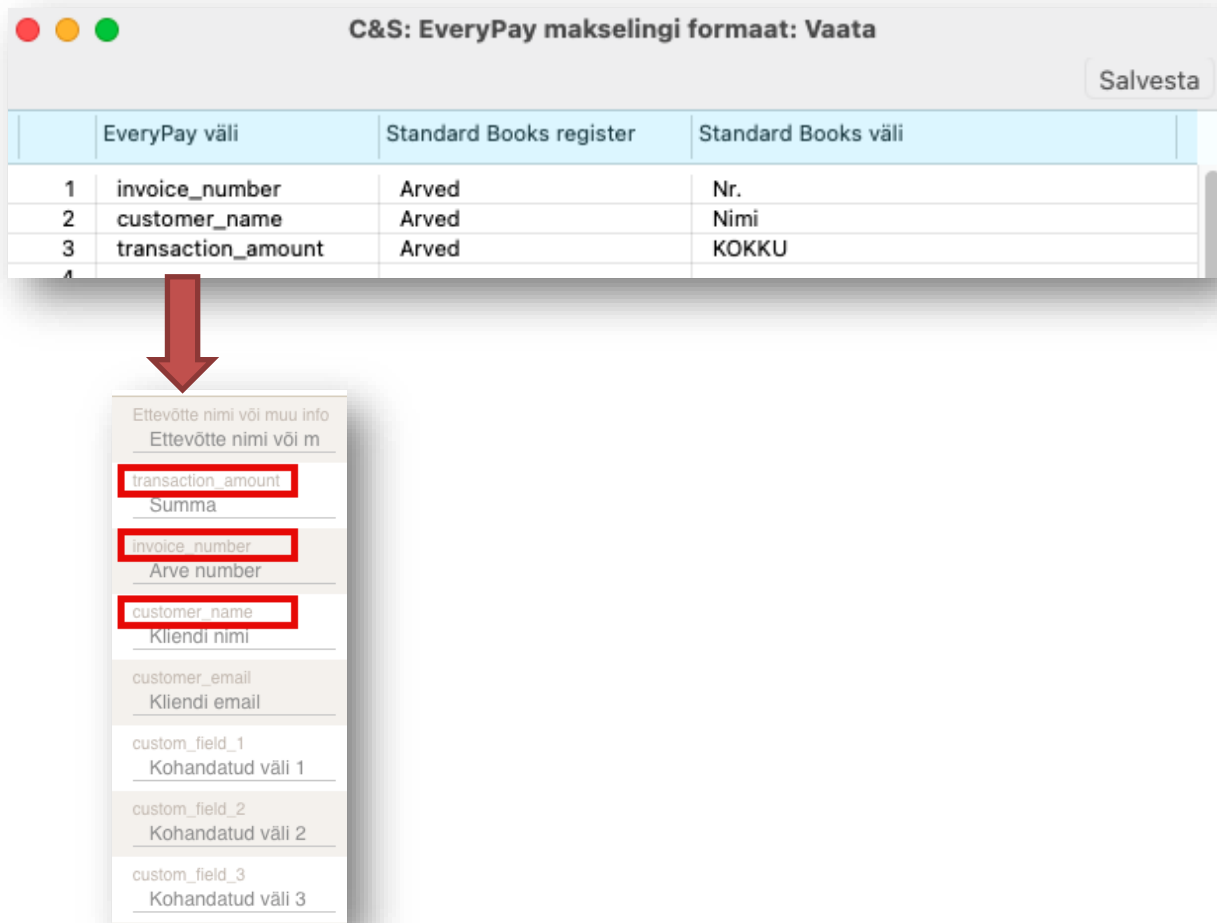 C&S: EveryPay makselingi formaat: Vaata
Salvesta
EveryPay väli Standard Books register Standard Books väli
1 invoice_number Arved Nr.
2 customer_name Arved Nimi
3 transaction_amount Arved KOKKU
4
Ettevõtte nimi või muu info
Ettevõtte nimi või m
transaction_amount
Summa
invoice_number
Arve number
customer_name
Kliendi nimi
customer_email
Kliendi email
custom_field_1
Kohandatud väli 1
custom_field_2
Kohandatud väli 2
custom_field_3
Kohandatud väli 3